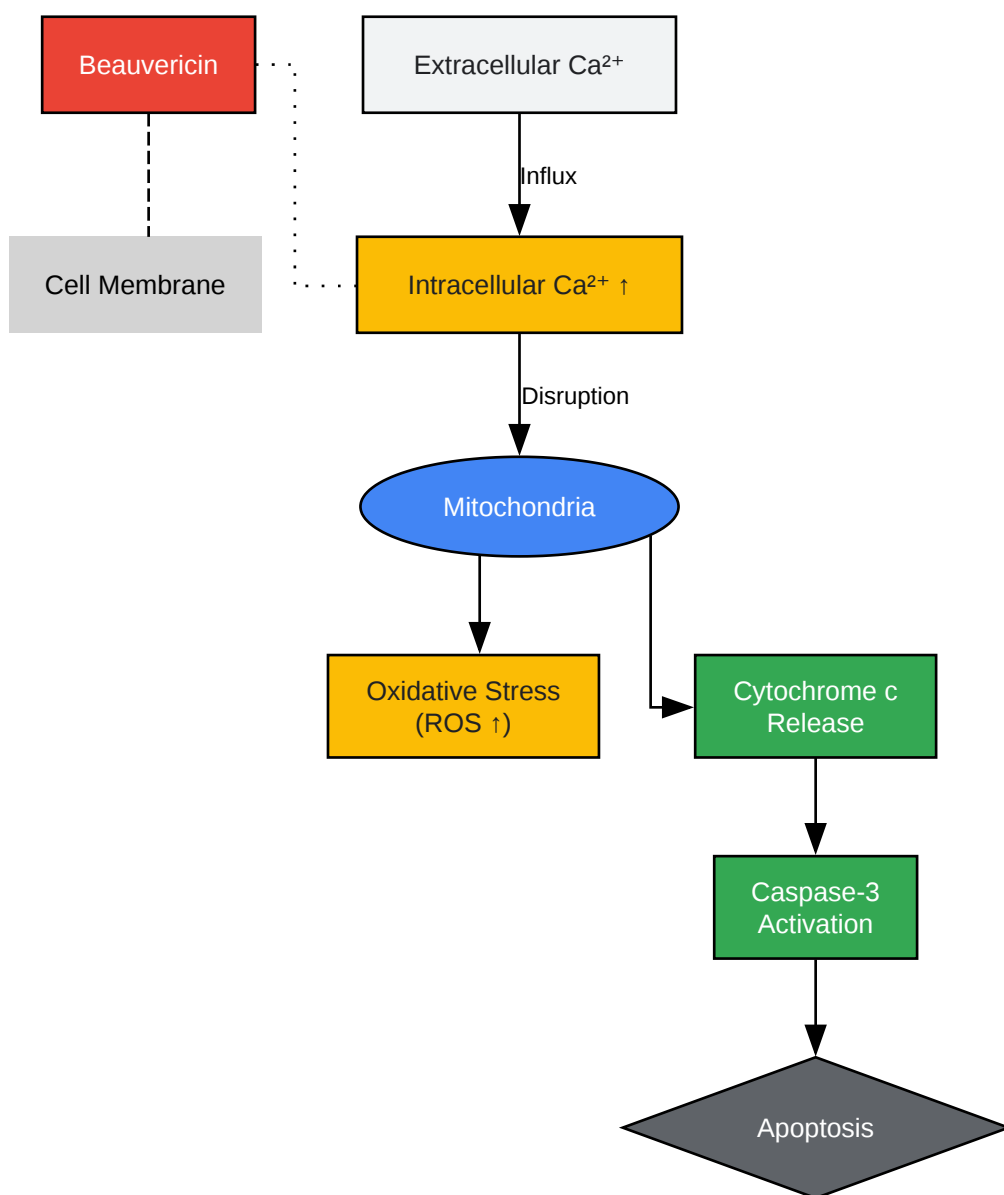 Beauvericin
Extracellular Ca²⁺
Influx
Cell Membrane
Intracellular Ca²⁺ ↑
Disruption
Mitochondria
Oxidative Stress
(ROS ↑)
Cytochrome c
Release
Caspase-3
Activation
Apoptosis